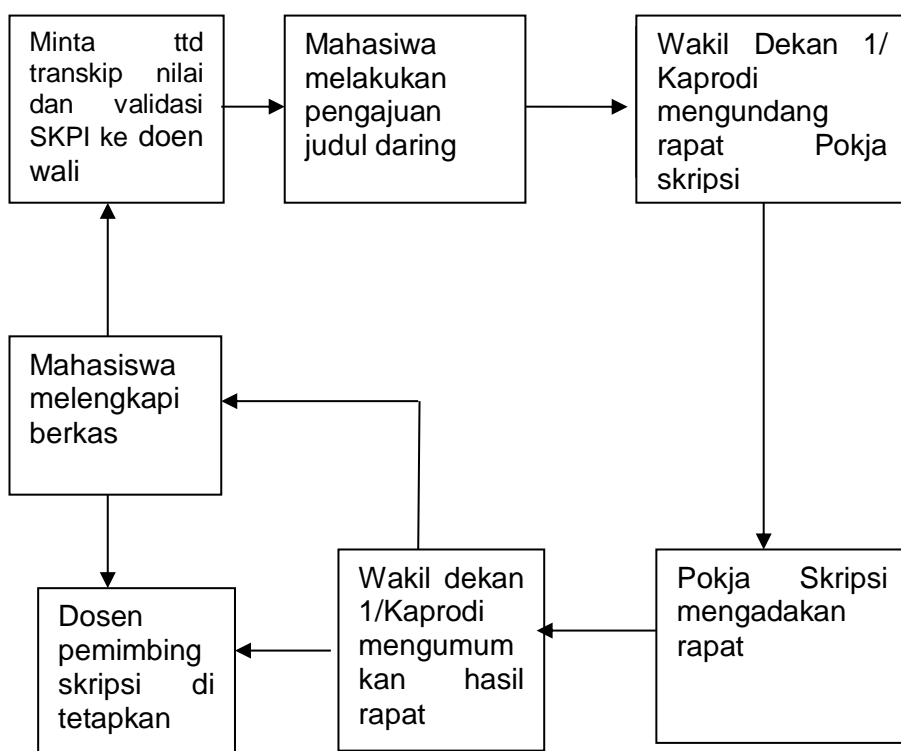 Minta ttd
transkip nilai
dan validasi
SKPI ke doen
wali
Mahasiwa
melakukan
pengajuan
judul daring
Wakil Dekan 1/
Kaprodi
mengundang
rapat Pokja
skripsi
Mahasiswa
melengkapi
berkas
Dosen
pemimbing
skripsi di
tetapkan
Wakil dekan
1/Kaprodi
mengumum
kan hasil
rapat
Pokja Skripsi
mengadakan
rapat